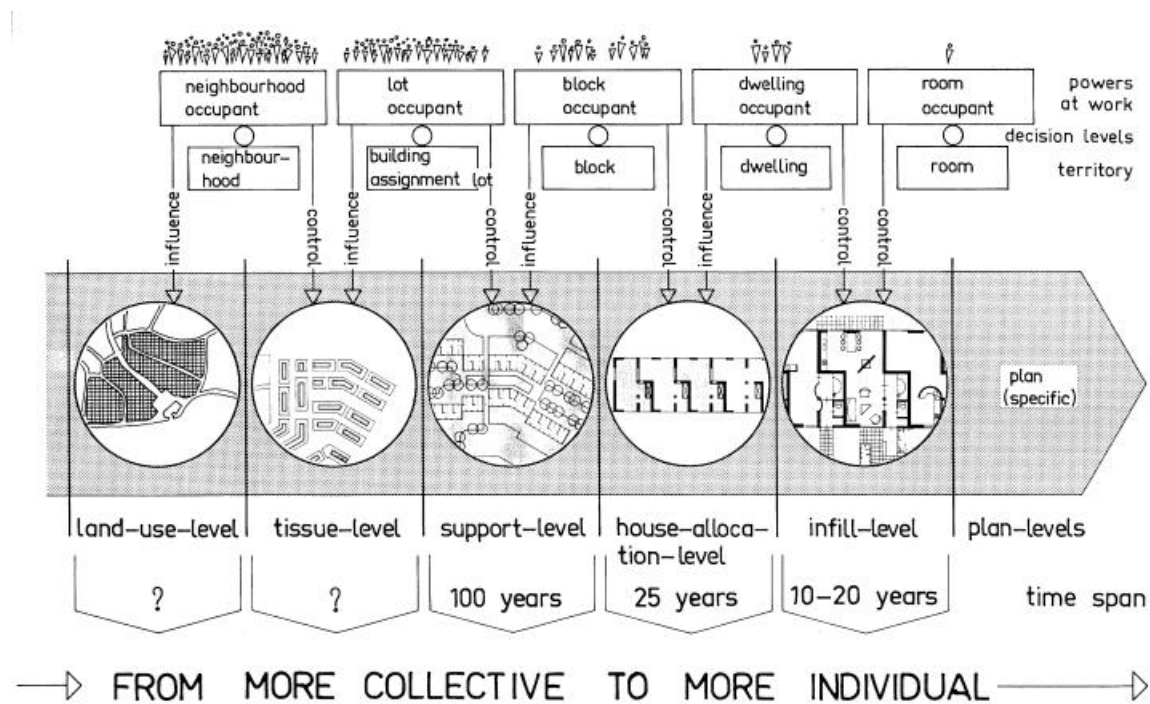 neighbourhood
occupant
lot
occupant
block
occupant
dwelling
occupant
room
occupant
powers
at work
decision levels
neighbour–
hood
building
assignment lot
block
dwelling
room
territory
influence
control
influence
control
influence
control
influence
control
control
plan
(specific)
land–use–level
tissue–level
support–level
house–alloca–
tion–level
infill–level
plan–levels
?
?
100 years
25 years
10–20 years
time span
FROM MORE COLLECTIVE TO MORE INDIVIDUAL